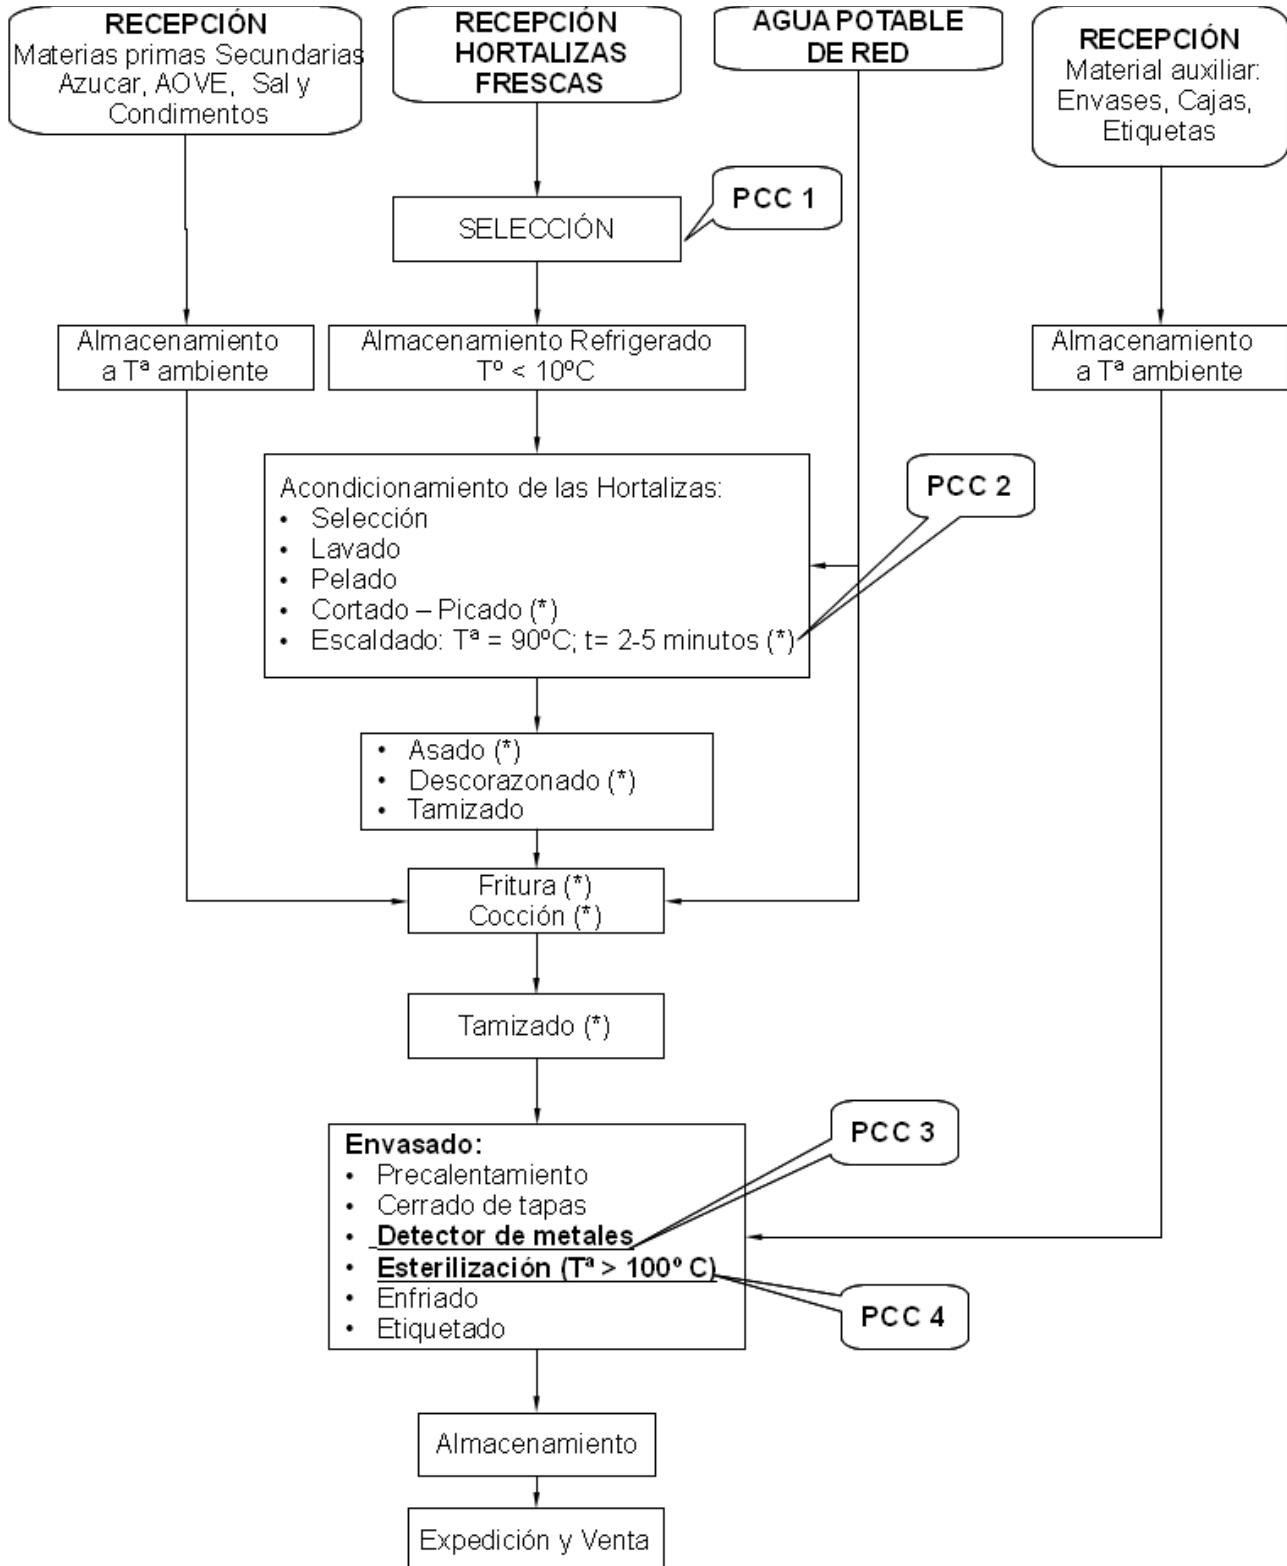 RECEPCIÓN
Materias primas Secundarias
Azucar, AOVE, Sal y
Condimentos
RECEPCIÓN
HORTALIZAS
FRESCAS
AGUA POTABLE
DE RED
RECEPCIÓN
Material auxiliar:
Envases, Cajas,
Etiquetas
PCC 1
SELECCIÓN
Almacenamiento
a Tª ambiente
Almacenamiento Refrigerado
Tº < 10ºC
Almacenamiento
a Tª ambiente
Acondicionamiento de las Hortalizas:
• Selección
• Lavado
• Pelado
• Cortado – Picado (*)
• Escaldado: Tª = 90ºC; t= 2-5 minutos (*)
PCC 2
• Asado (*)
• Descorazonado (*)
• Tamizado
Fritura (*)
Cocción (*)
Tamizado (*)
Envasado:
• Precalentamiento
• Cerrado de tapas
• Detector de metales
• Esterilización (Tª > 100º C)
• Enfriado
• Etiquetado
PCC 3
PCC 4
Almacenamiento
Expedición y Venta